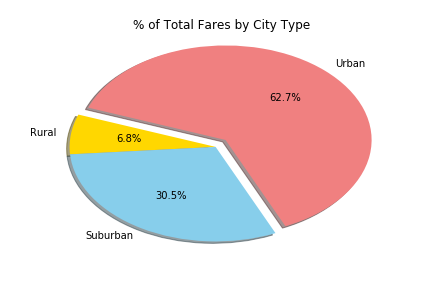 % of Total Fares by City Type
Urban
62.7%
Rural
6.8%
30.5%
Suburban